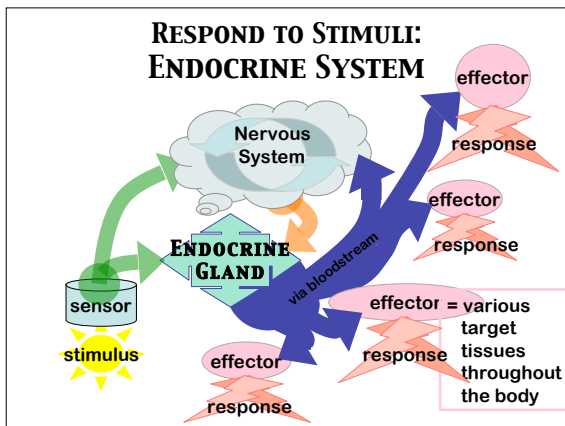 RESPOND TO STIMULI:
ENDOCRINE SYSTEM
effector
response
Nervous
System
effector
response
ENDOCRINE
GLAND
via bloodstream
sensor
stimulus
effector
response
= various
target
tissues
throughout
the body
effector
response